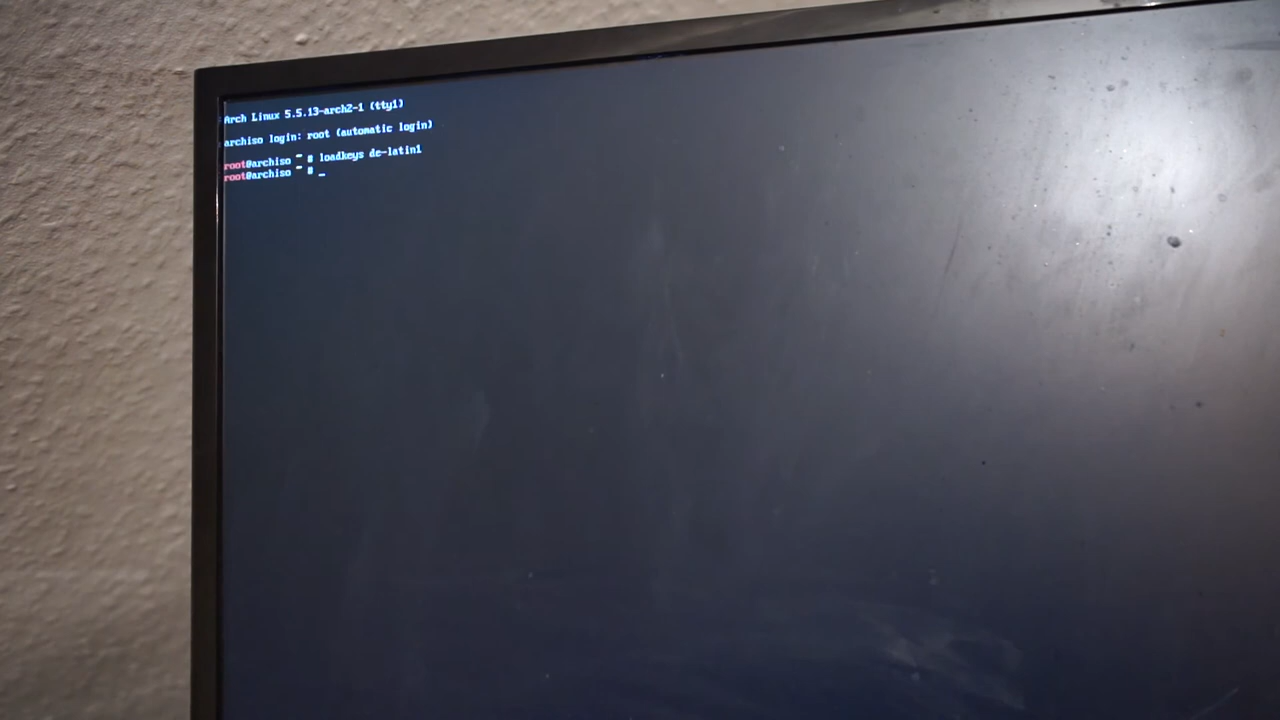 Arch Linux 5.5.13-arch2-1 (tty1)
archiso login: root (automatic login)
root@archiso ~ # loadkeys de-latin1
root@archiso ~ # _